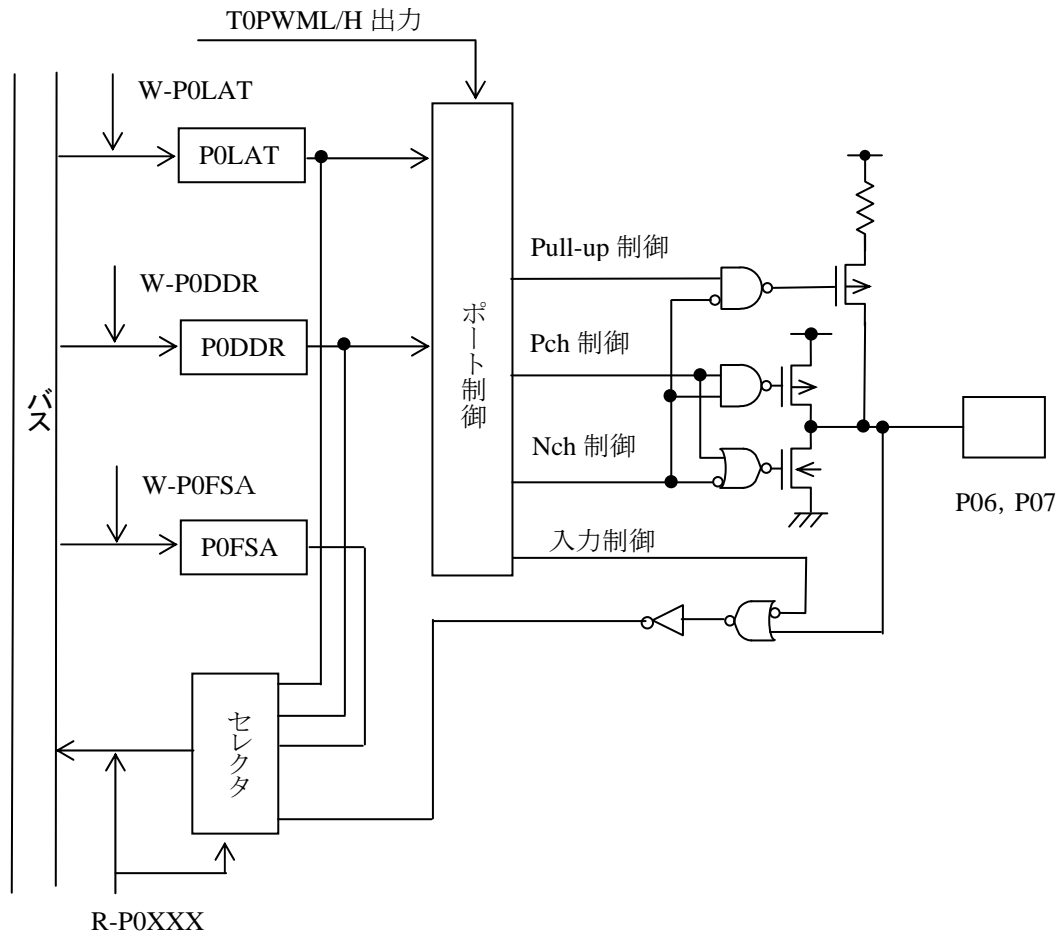 T0PWML/H 出力
W-P0LAT
P0LAT
W-P0DDR
P0DDR
バス
ポート制御
Pull-up 制御
Pch 制御
Nch 制御
W-P0FSA
P0FSA
入力制御
P06, P07
セレクタ
R-P0XXX